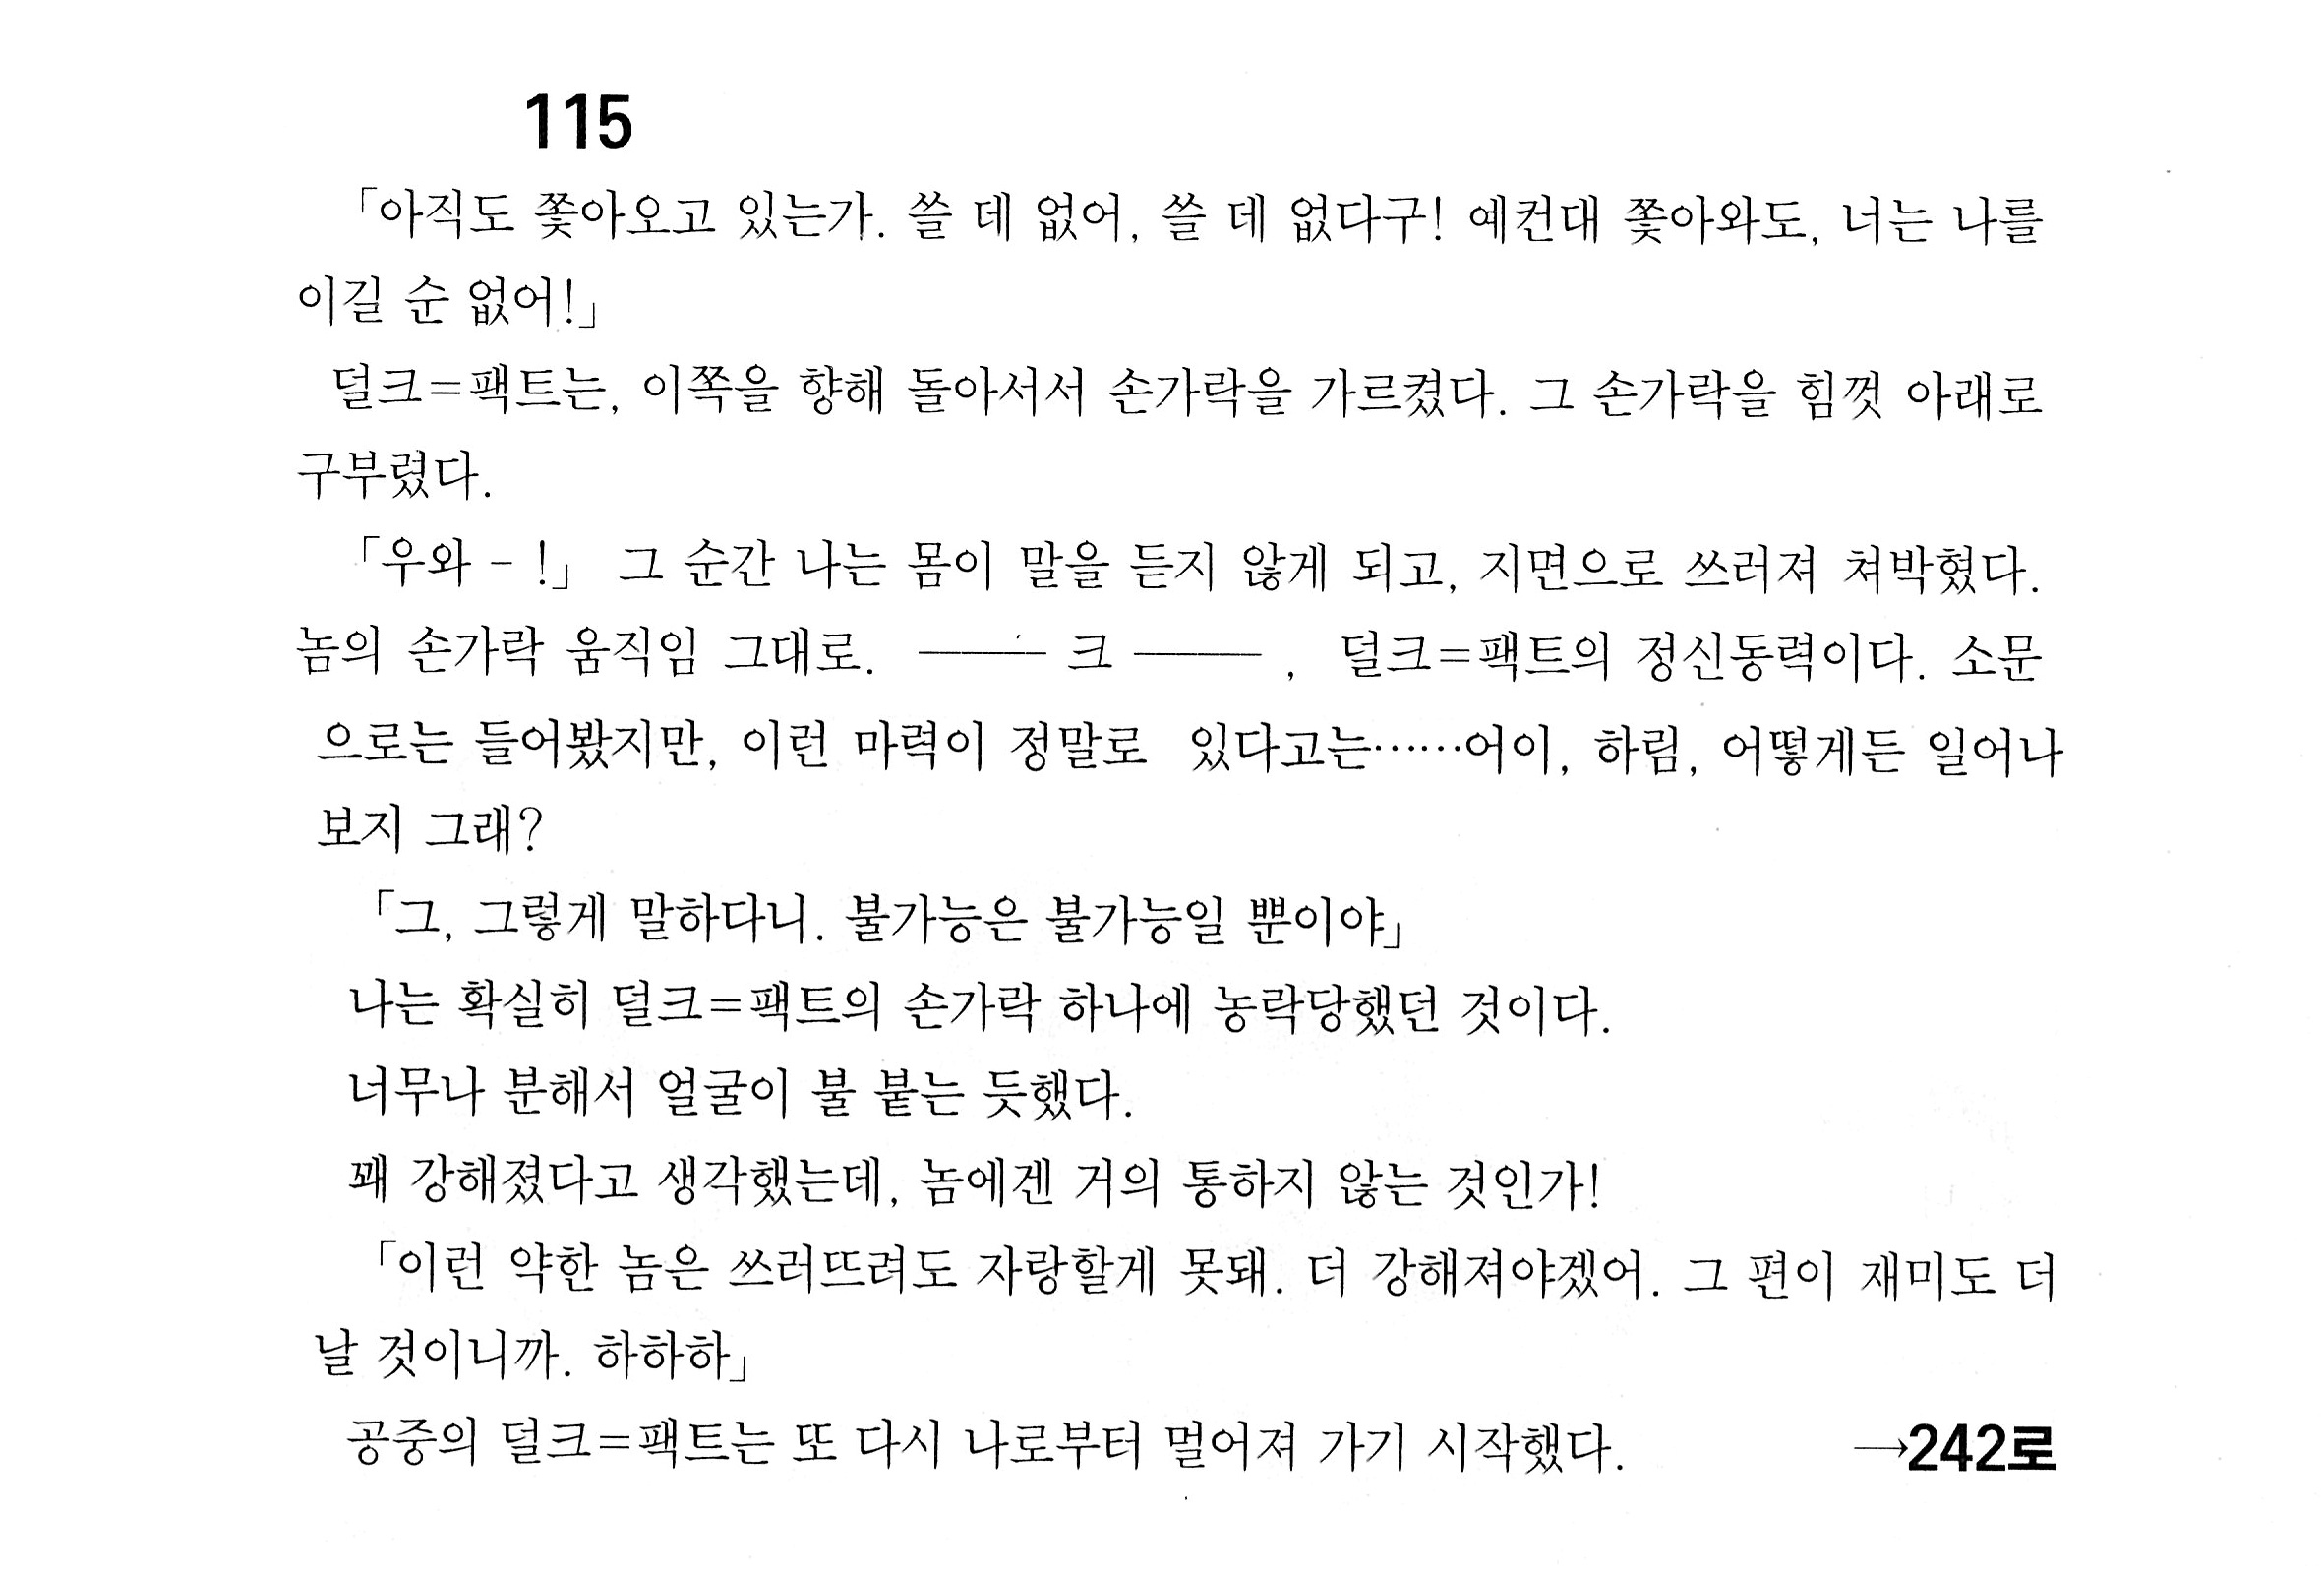 115
「아직도 쫓아오고 있는가. 쓸 데 없어, 쓸 데 없다구! 예컨대 쫓아와도, 너는 나를
이길 순 없어!」
덜크=팩트는, 이쪽을 향해 돌아서서 손가락을 가르켰다. 그 손가락을 힘껏 아래로
구부렸다.
「우와 - !」 그 순간 나는 몸이 말을 듣지 않게 되고, 지면으로 쓰러져 쳐박혔다.
놈의 손가락 움직임 그대로. ─── 크 ─── , 덜크=팩트의 정신동력이다. 소문
으로는 들어봤지만, 이런 마력이 정말로 있다고는……어이, 하림, 어떻게든 일어나
보지 그래?
「그, 그렇게 말하다니. 불가능은 불가능일 뿐이야」
나는 확실히 덜크=팩트의 손가락 하나에 농락당했던 것이다.
너무나 분해서 얼굴이 불 붙는 듯했다.
꽤 강해졌다고 생각했는데, 놈에겐 거의 통하지 않는 것인가!
「이런 약한 놈은 쓰러뜨려도 자랑할게 못돼. 더 강해져야겠어. 그 편이 재미도 더
날 것이니까. 하하하」
공중의 덜크=팩트는 또 다시 나로부터 멀어져 가기 시작했다. →242로